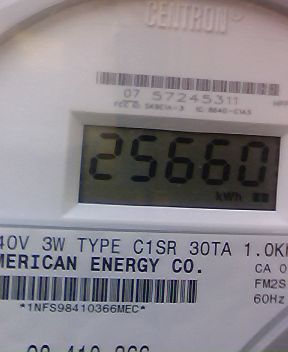 CENTRON®
07 57245311
25660
kWh
40V 3W TYPE C1SR 30TA 1.0K
MERICAN ENERGY CO.
CA 0
FM2S
60Hz
*1NFS98410366MEC*